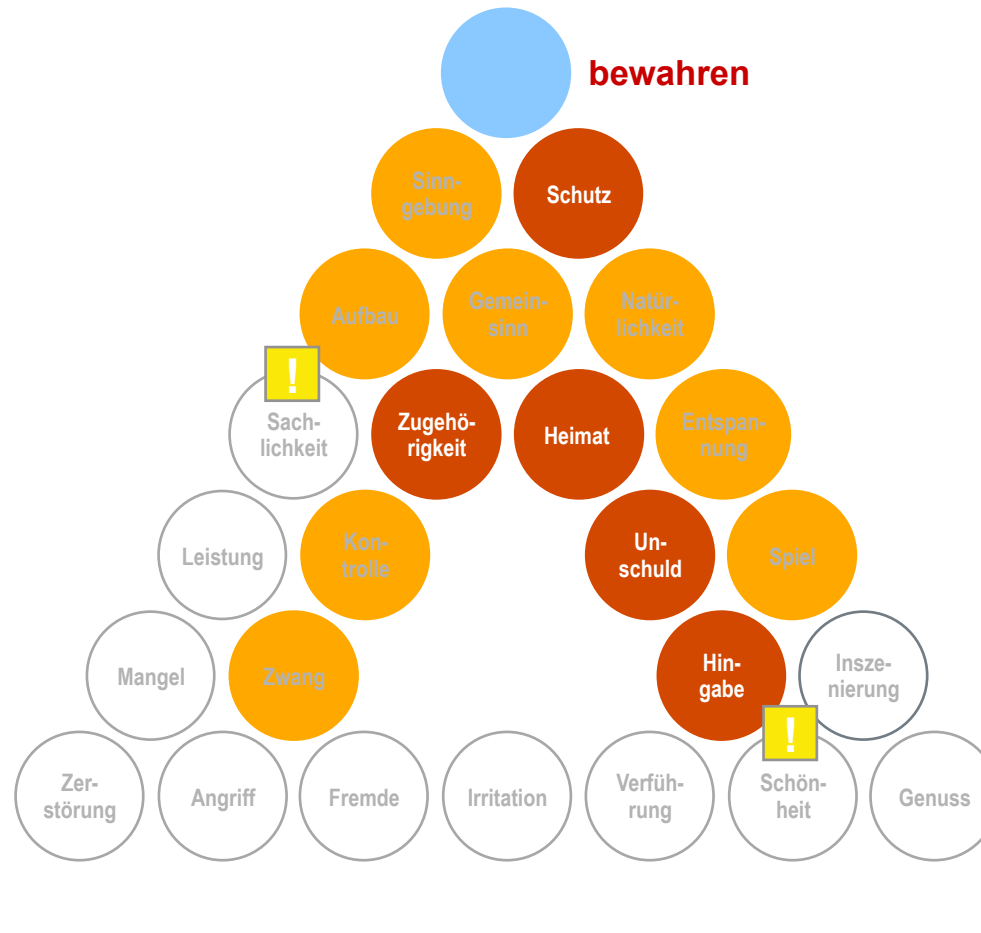 bewahren
Sinn-
gebung
Schutz
Aufbau
Gemein-
sinn
Natür-
lichkeit
!
Sach-
lichkeit
Zugehö-
rigkeit
Heimat
Entspan-
nung
Leistung
Kon-
trolle
Un-
schuld
Spiel
Mangel
Zwang
Hin-
gabe
Insze-
nierung
!
Zer-
störung
Angriff
Fremde
Irritation
Verfüh-
rung
Schön-
heit
Genuss